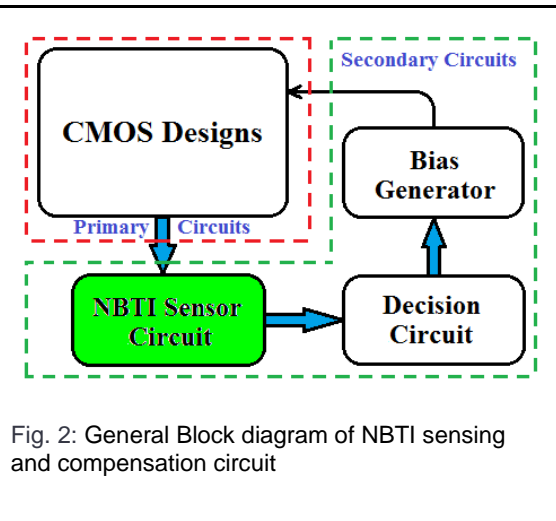 Secondary Circuits
CMOS Designs
Bias
Generator
Primary Circuits
NBTI Sensor
Circuit
Decision
Circuit
Fig. 2: General Block diagram of NBTI sensing
and compensation circuit